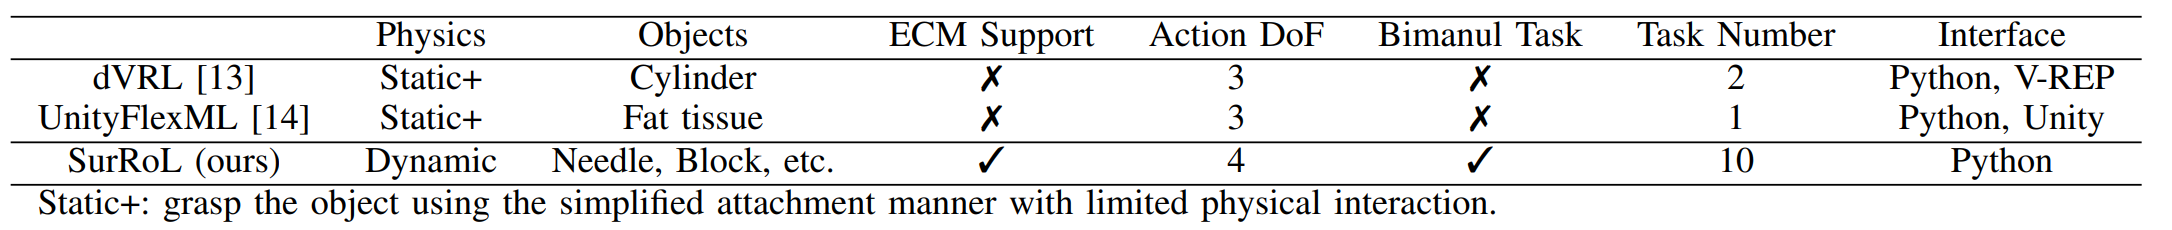 Physics Objects ECM Support Action DoF Bimanul Task Task Number Interface
dVRL [13] Static+ Cylinder ✗ 3 ✗ 2 Python, V-REP
UnityFlexML [14] Static+ Fat tissue ✗ 3 ✗ 1 Python, Unity
SurRoL (ours) Dynamic Needle, Block, etc. ✓ 4 ✓ 10 Python
Static+: grasp the object using the simplified attachment manner with limited physical interaction.